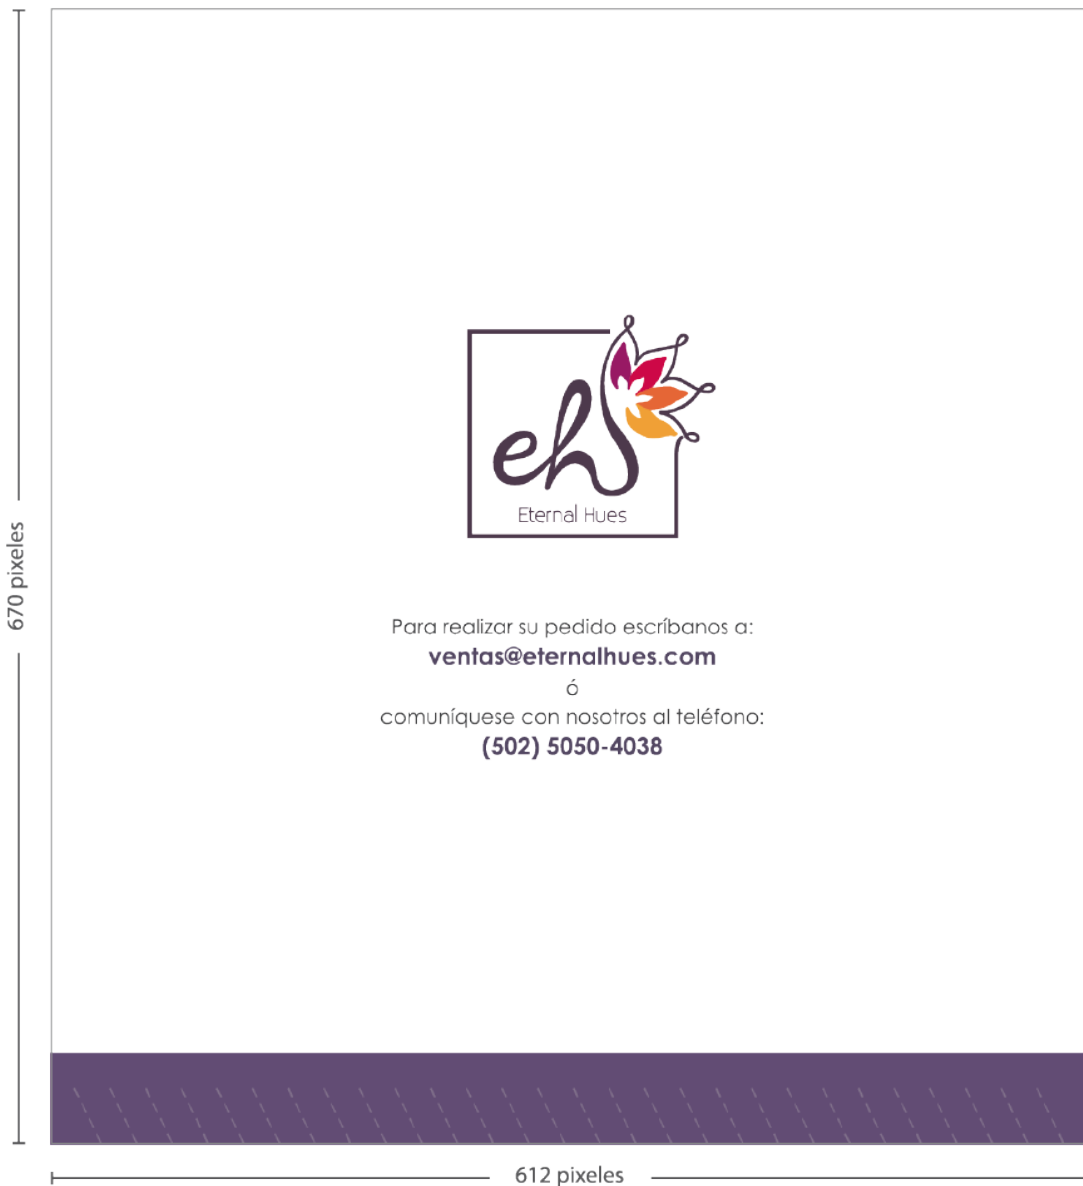 670 pixeles
eh
Eternal Hues
Para realizar su pedido escríbanos a:
ventas@eternalhues.com
ó
comuníquese con nosotros al teléfono:
(502) 5050-4038
612 pixeles